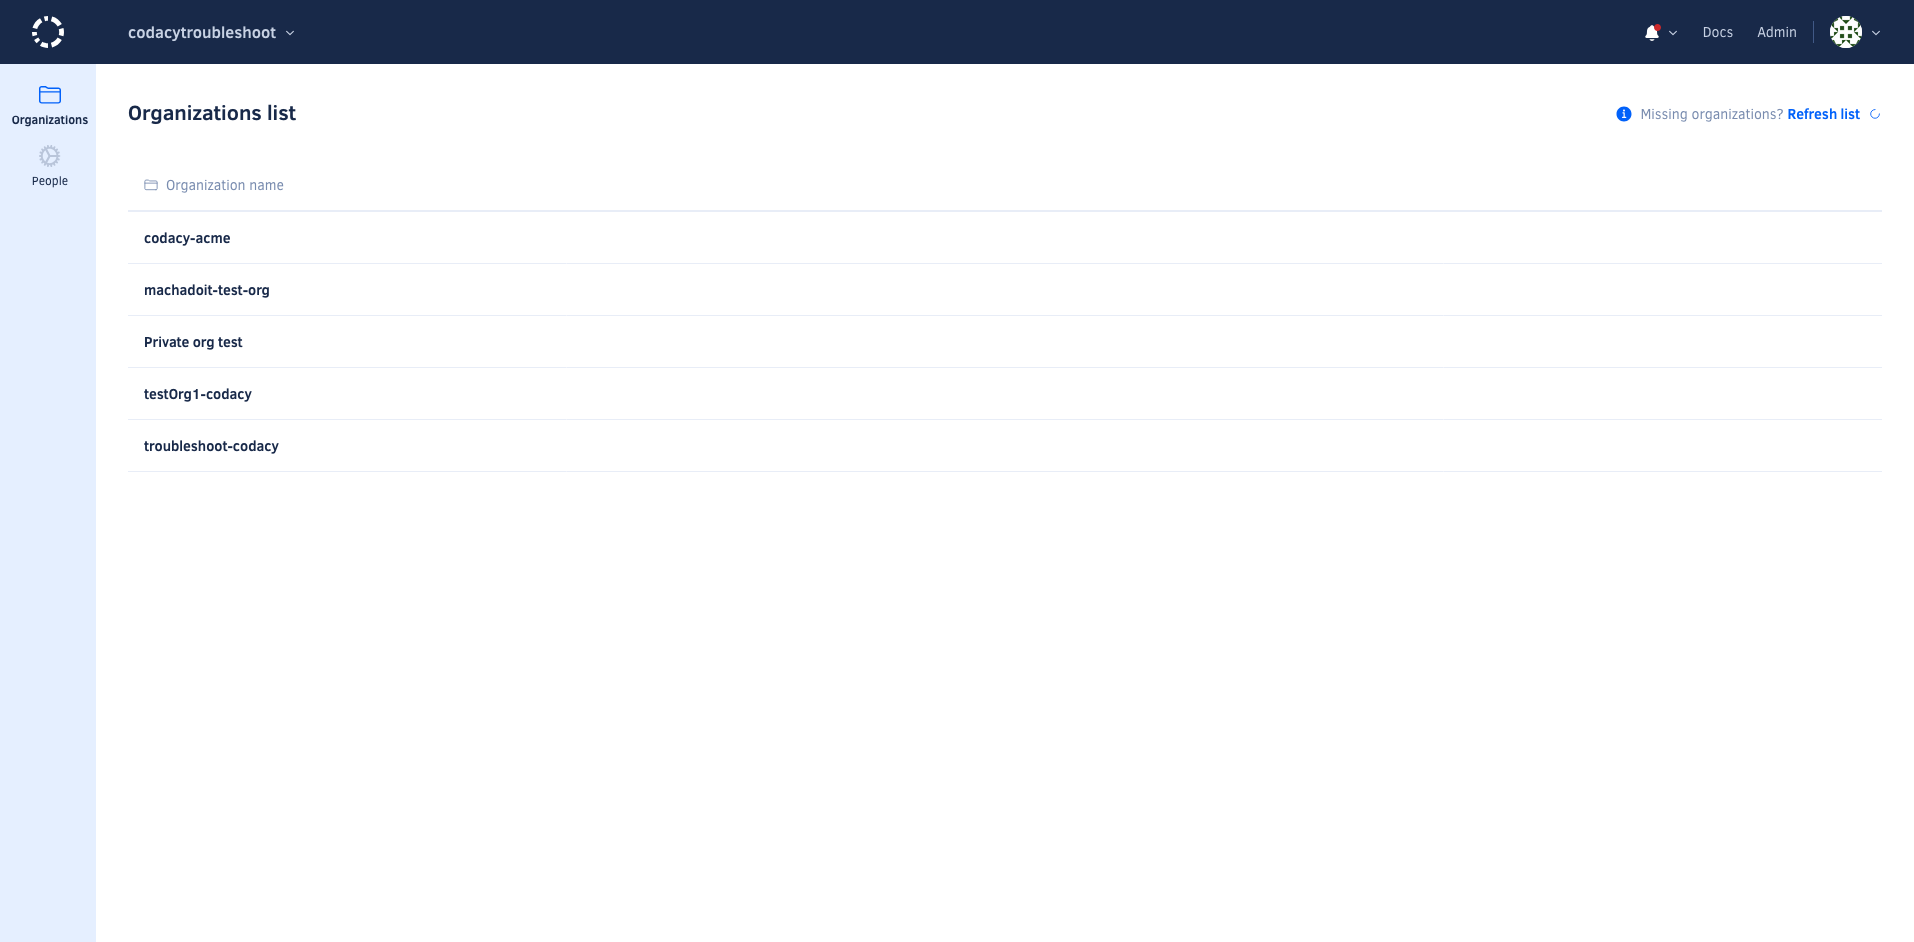 codacytroubleshoot
Docs
Admin
Organizations
People
Organizations list
Missing organizations? Refresh list
Organization name
codacy-acme
machadoit-test-org
Private org test
testOrg1-codacy
troubleshoot-codacy